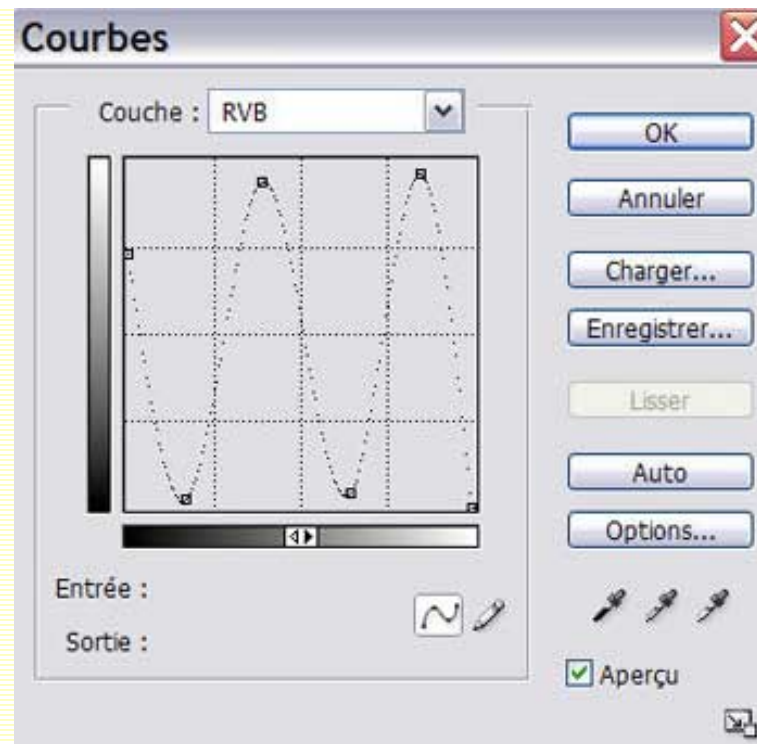 Courbes
Couche : RVB
OK
Annuler
Charger...
Enregistrer...
Lisser
Auto
Options...
Entrée :
Sortie :
Aperçu